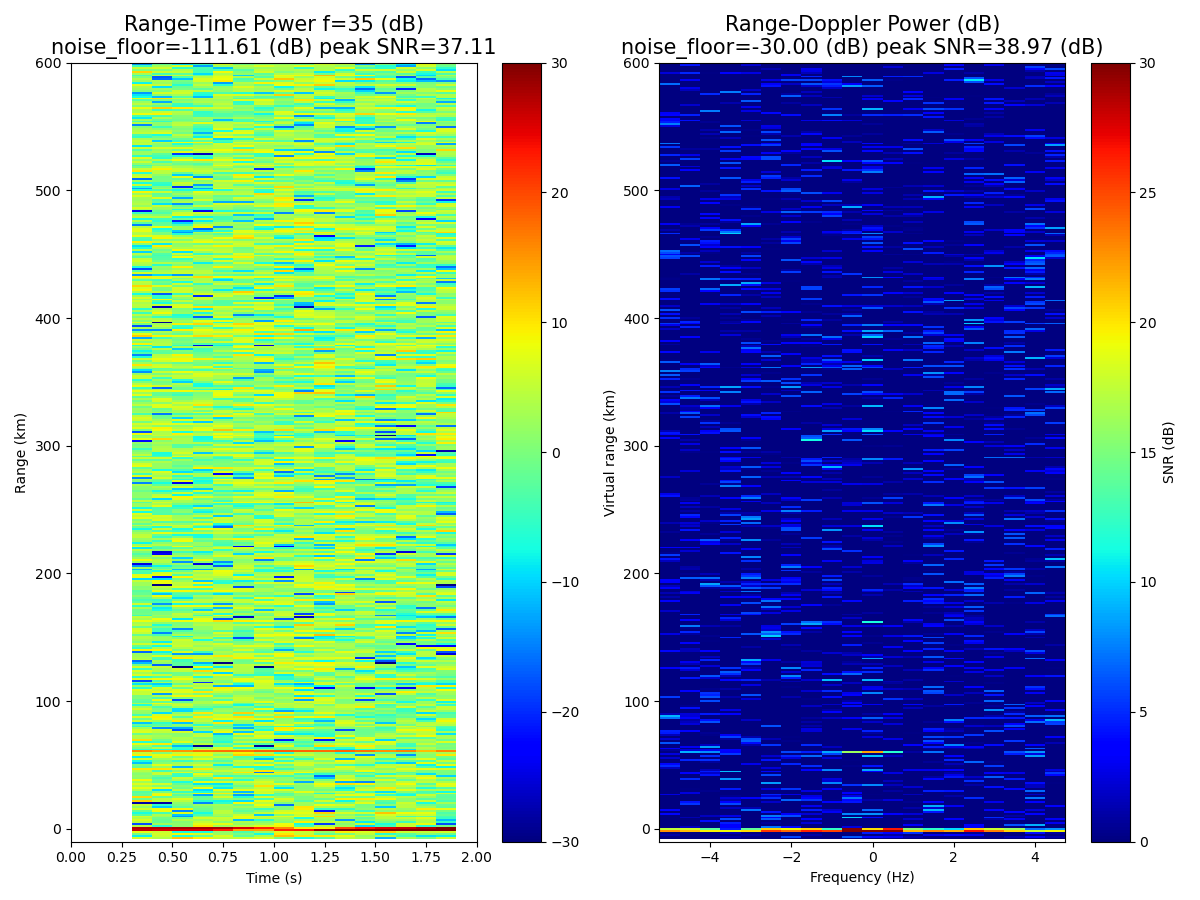 Range-Time Power f=35 (dB)
noise_floor=-111.61 (dB) peak SNR=37.11
600
500
400
300
200
100
0
Range (km)
0.00 0.25 0.50 0.75 1.00 1.25 1.50 1.75 2.00
Time (s)
30
20
10
0
−10
−20
−30
Range-Doppler Power (dB)
noise_floor=-30.00 (dB) peak SNR=38.97 (dB)
600
500
400
300
200
100
0
Virtual range (km)
−4 −2 0 2 4
Frequency (Hz)
30
25
20
15
10
5
0
SNR (dB)